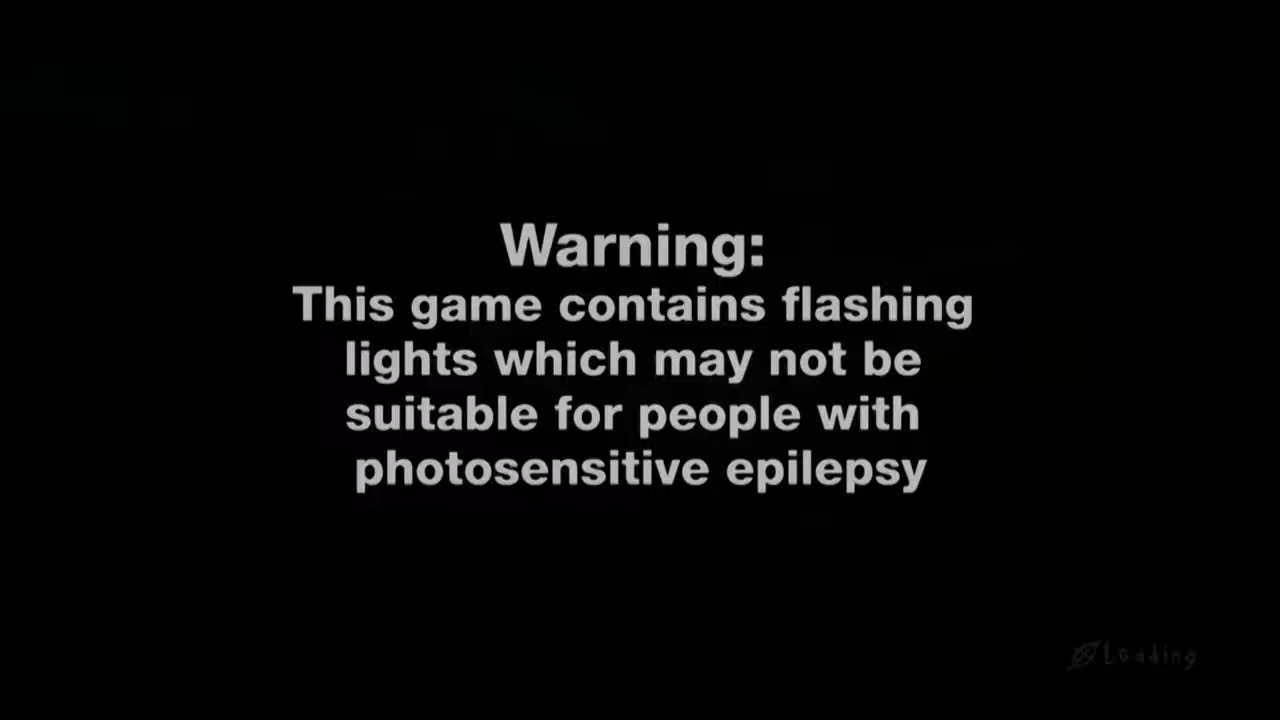 Warning:
This game contains flashing
lights which may not be
suitable for people with
photosensitive epilepsy
Loading